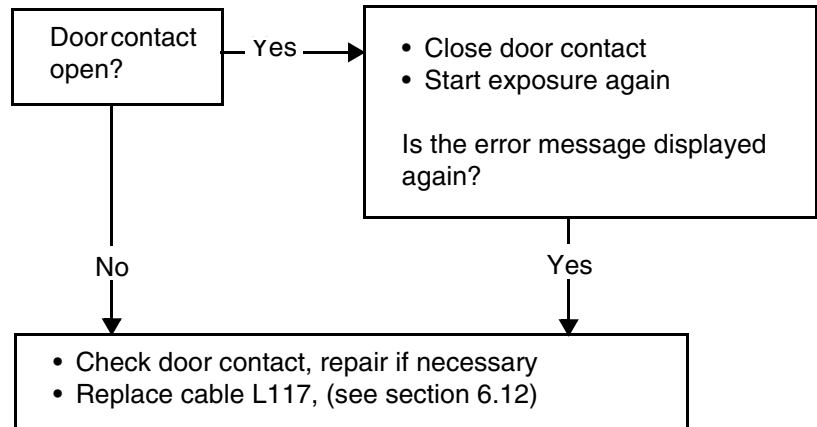 Door contact
open?
Yes
• Close door contact
• Start exposure again
Is the error message displayed
again?
No
Yes
• Check door contact, repair if necessary
• Replace cable L117, (see section 6.12)